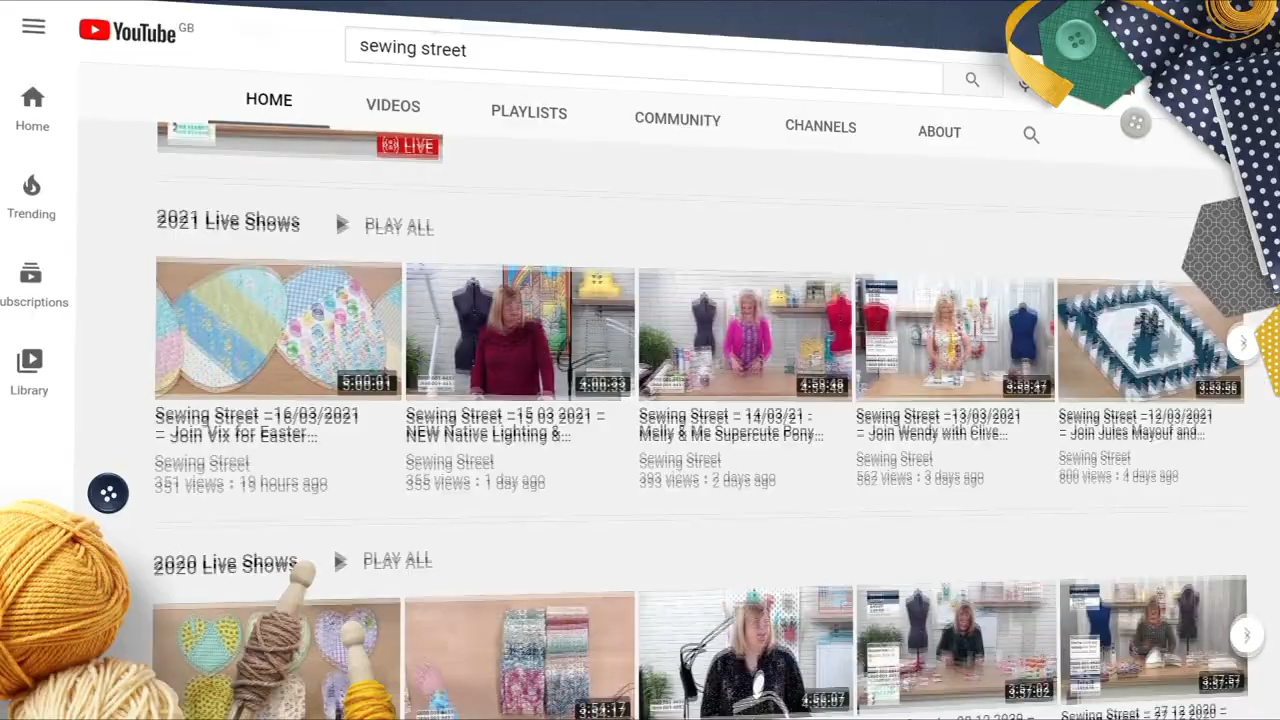 YouTube GB
sewing street
Home
Trending
ubscriptions
Library
HOME
VIDEOS
PLAYLISTS
COMMUNITY
CHANNELS
ABOUT
LIVE
2021 Live Shows
PLAY ALL
3:00:01
4:00:33
4:59:48
3:59:47
3:53:56
Sewing Street -16/03/2021
- Join Vix for Easter...
Sewing Street
351 views • 19 hours ago
Sewing Street -15 03 2021 -
NEW Native Lighting &...
Sewing Street
355 views • 1 day ago
Sewing Street - 14/03/21 -
Melly & Me Supercute Pony...
Sewing Street
393 views • 2 days ago
Sewing Street -13/03/2021
- Join Wendy with Clive...
Sewing Street
562 views • 3 days ago
Sewing Street -12/03/2021
- Join Jules Mayouf and...
Sewing Street
800 views • 4 days ago
2020 Live Shows
PLAY ALL
3:54:17
4:56:07
3:57:02
3:57:57
Sewing Street - 27 12 2020 -